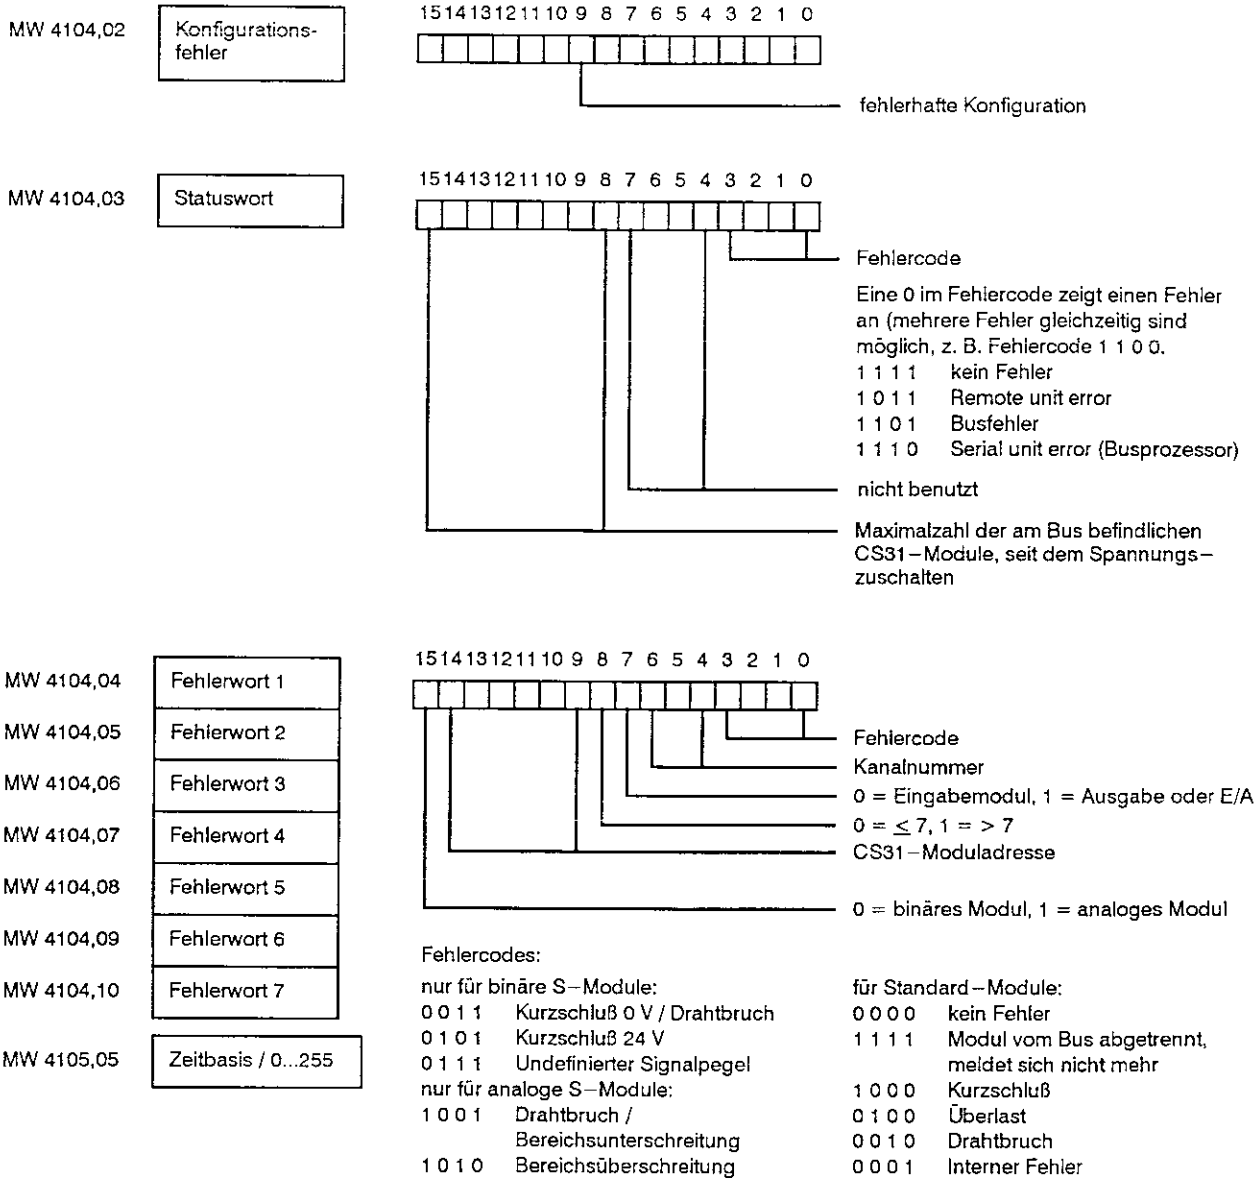 MW 4104,02
Konfigurations-
fehler
15 14 13 12 11 10 9 8 7 6 5 4 3 2 1 0
fehlerhafte Konfiguration
MW 4104,03
Statuswort
15 14 13 12 11 10 9 8 7 6 5 4 3 2 1 0
Fehlercode
Eine 0 im Fehlercode zeigt einen Fehler
an (mehrere Fehler gleichzeitig sind
möglich, z. B. Fehlercode 1 1 0 0.
1 1 1 1 kein Fehler
1 0 1 1 Remote unit error
1 1 0 1 Busfehler
1 1 1 0 Serial unit error (Busprozessor)
nicht benutzt
Maximalzahl der am Bus befindlichen
CS31–Module, seit dem Spannungs–
zuschalten
15 14 13 12 11 10 9 8 7 6 5 4 3 2 1 0
MW 4104,04 Fehlerwort 1
MW 4104,05 Fehlerwort 2
MW 4104,06 Fehlerwort 3
MW 4104,07 Fehlerwort 4
MW 4104,08 Fehlerwort 5
MW 4104,09 Fehlerwort 6
MW 4104,10 Fehlerwort 7
MW 4105,05 Zeitbasis / 0...255
Fehlercode
Kanalnummer
0 = Eingabemodul, 1 = Ausgabe oder E/A
0 = ≤ 7, 1 = > 7
CS31–Moduladresse
0 = binäres Modul, 1 = analoges Modul
Fehlercodes:
nur für binäre S–Module:
0 0 1 1 Kurzschluß 0 V / Drahtbruch
0 1 0 1 Kurzschluß 24 V
0 1 1 1 Undefinierter Signalpegel
nur für analoge S–Module:
1 0 0 1 Drahtbruch /
Bereichsunterschreitung
1 0 1 0 Bereichsüberschreitung
für Standard–Module:
0 0 0 0 kein Fehler
1 1 1 1 Modul vom Bus abgetrennt,
meldet sich nicht mehr
1 0 0 0 Kurzschluß
0 1 0 0 Überlast
0 0 1 0 Drahtbruch
0 0 0 1 Interner Fehler